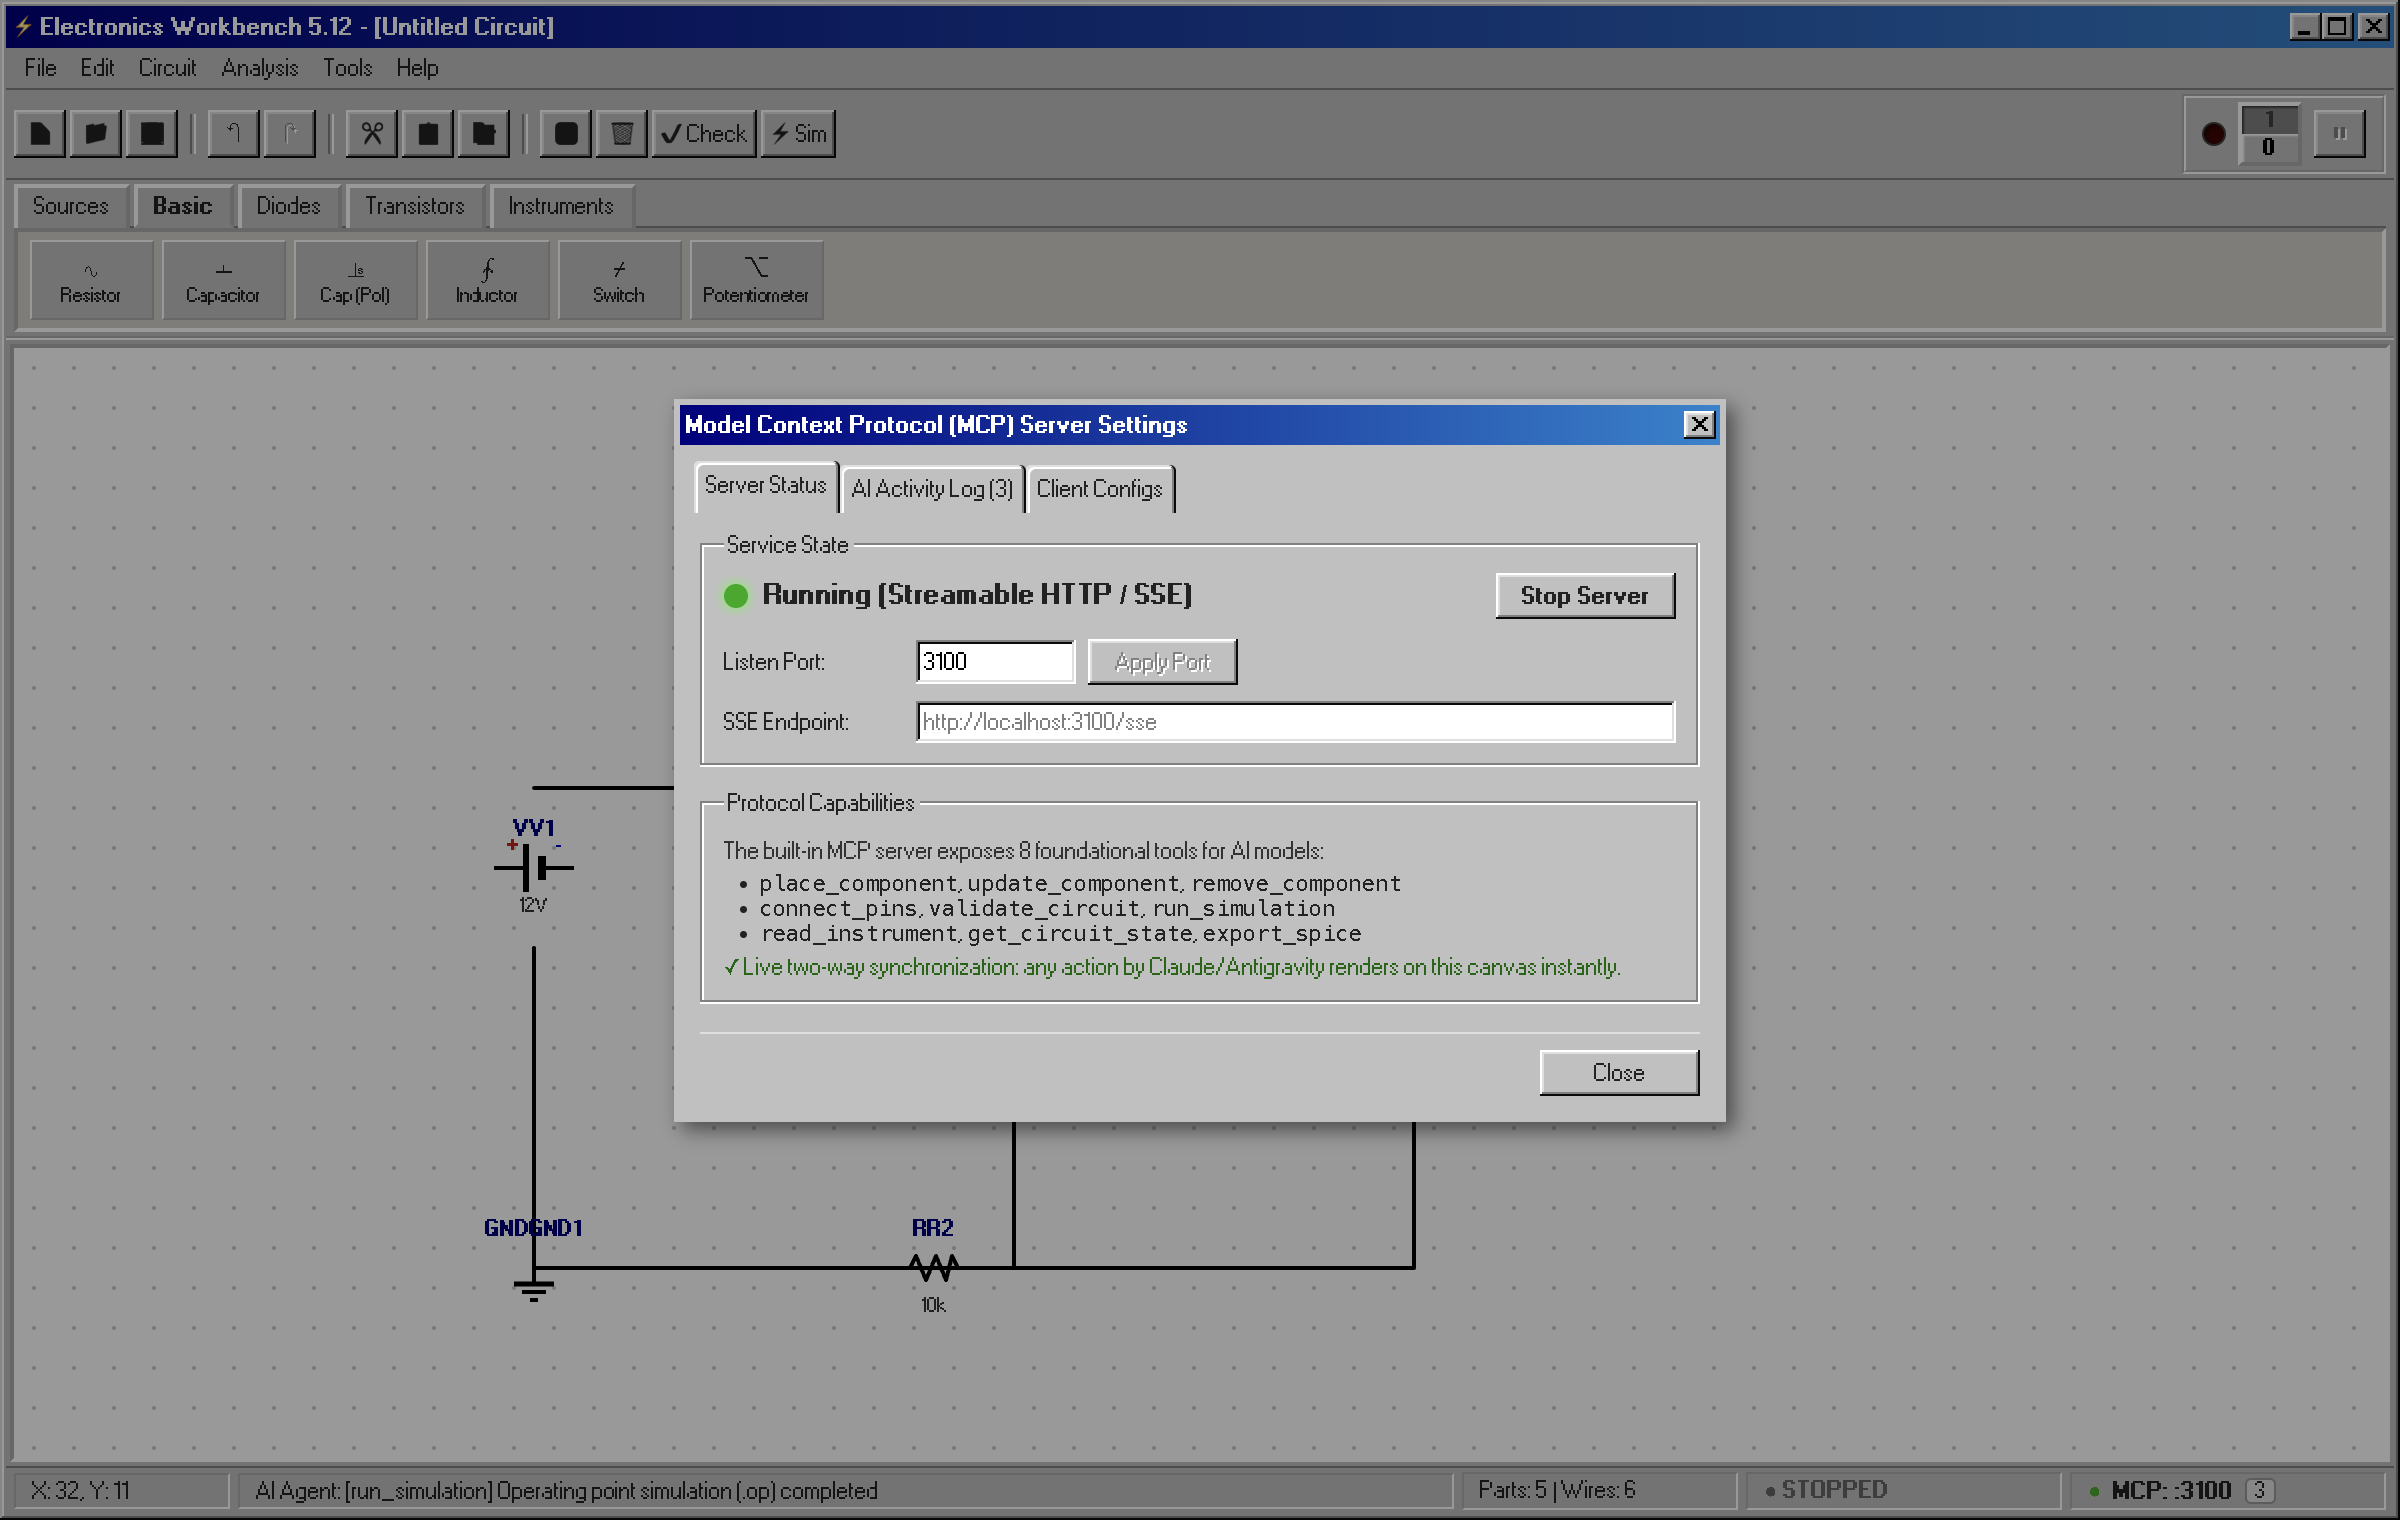 Electronics Workbench 5.12 - [Untitled Circuit]
File Edit Circuit Analysis Tools Help
Check Sim
1
0
Sources Basic Diodes Transistors Instruments
Resistor Capacitor Cap (Pol) Inductor Switch Potentiometer
Model Context Protocol (MCP) Server Settings
Server Status AI Activity Log (3) Client Configs
Service State
Running (Streamable HTTP / SSE) Stop Server
Listen Port: 3100 Apply Port
SSE Endpoint: http://localhost:3100/sse
Protocol Capabilities
The built-in MCP server exposes 8 foundational tools for AI models:
• place_component, update_component, remove_component
• connect_pins, validate_circuit, run_simulation
• read_instrument, get_circuit_state, export_spice
✓ Live two-way synchronization: any action by Claude/Antigravity renders on this canvas instantly.
Close
VV1
+ -
12V
GNDGND1
RR2
10k
X: 32, Y: 11 AI Agent: [run_simulation] Operating point simulation (.op) completed Parts: 5 | Wires: 6 ● STOPPED ● MCP: :3100 3